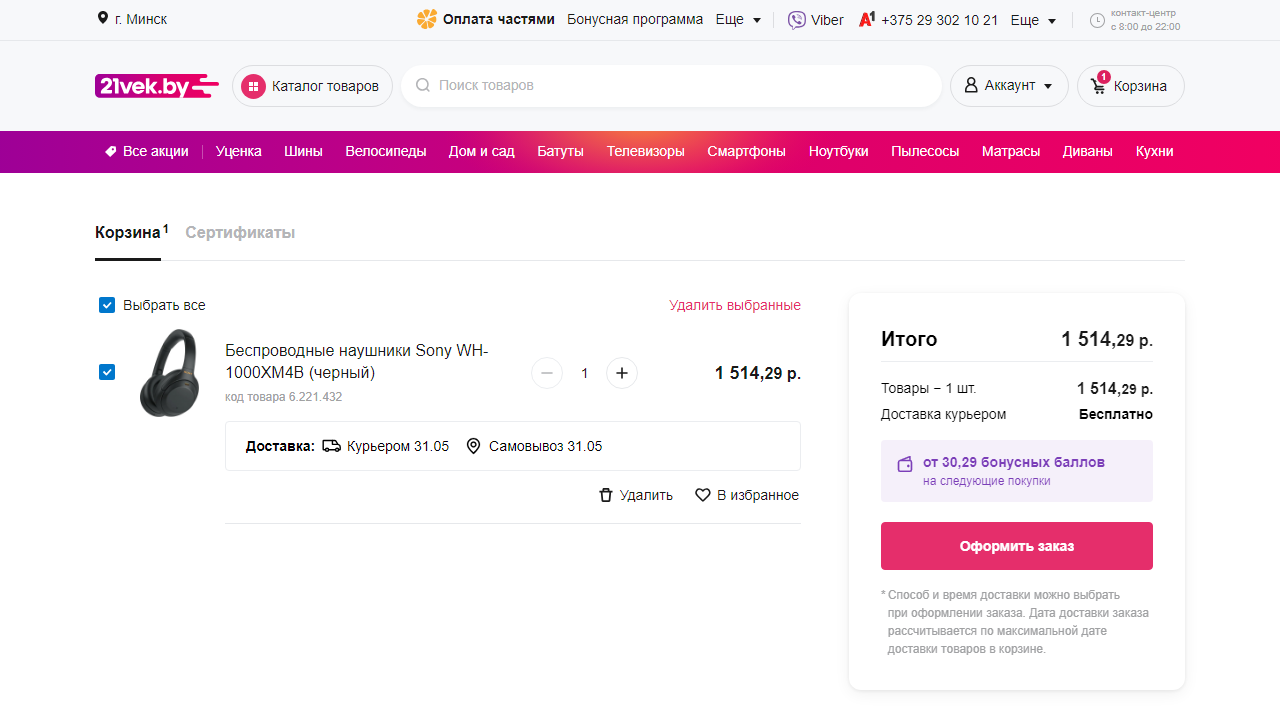 г. Минск
Оплата частями Бонусная программа Еще Viber A1 +375 29 302 10 21 Еще контакт-центр
с 8:00 до 22:00
21vek.by Каталог товаров Поиск товаров Аккаунт 1 Корзина
Все акции Уценка Шины Велосипеды Дом и сад Батуты Телевизоры Смартфоны Ноутбуки Пылесосы Матрасы Диваны Кухни
Корзина 1 Сертификаты
Выбрать все Удалить выбранные
Беспроводные наушники Sony WH-
1000XM4B (черный)
код товара 6.221.432
1
1 514,29 р.
Доставка: Курьером 31.05 Самовывоз 31.05
Удалить В избранное
Итого 1 514,29 р.
Товары – 1 шт. 1 514,29 р.
Доставка курьером Бесплатно
от 30,29 бонусных баллов
на следующие покупки
Оформить заказ
* Способ и время доставки можно выбрать
при оформлении заказа. Дата доставки заказа
рассчитывается по максимальной дате
доставки товаров в корзине.